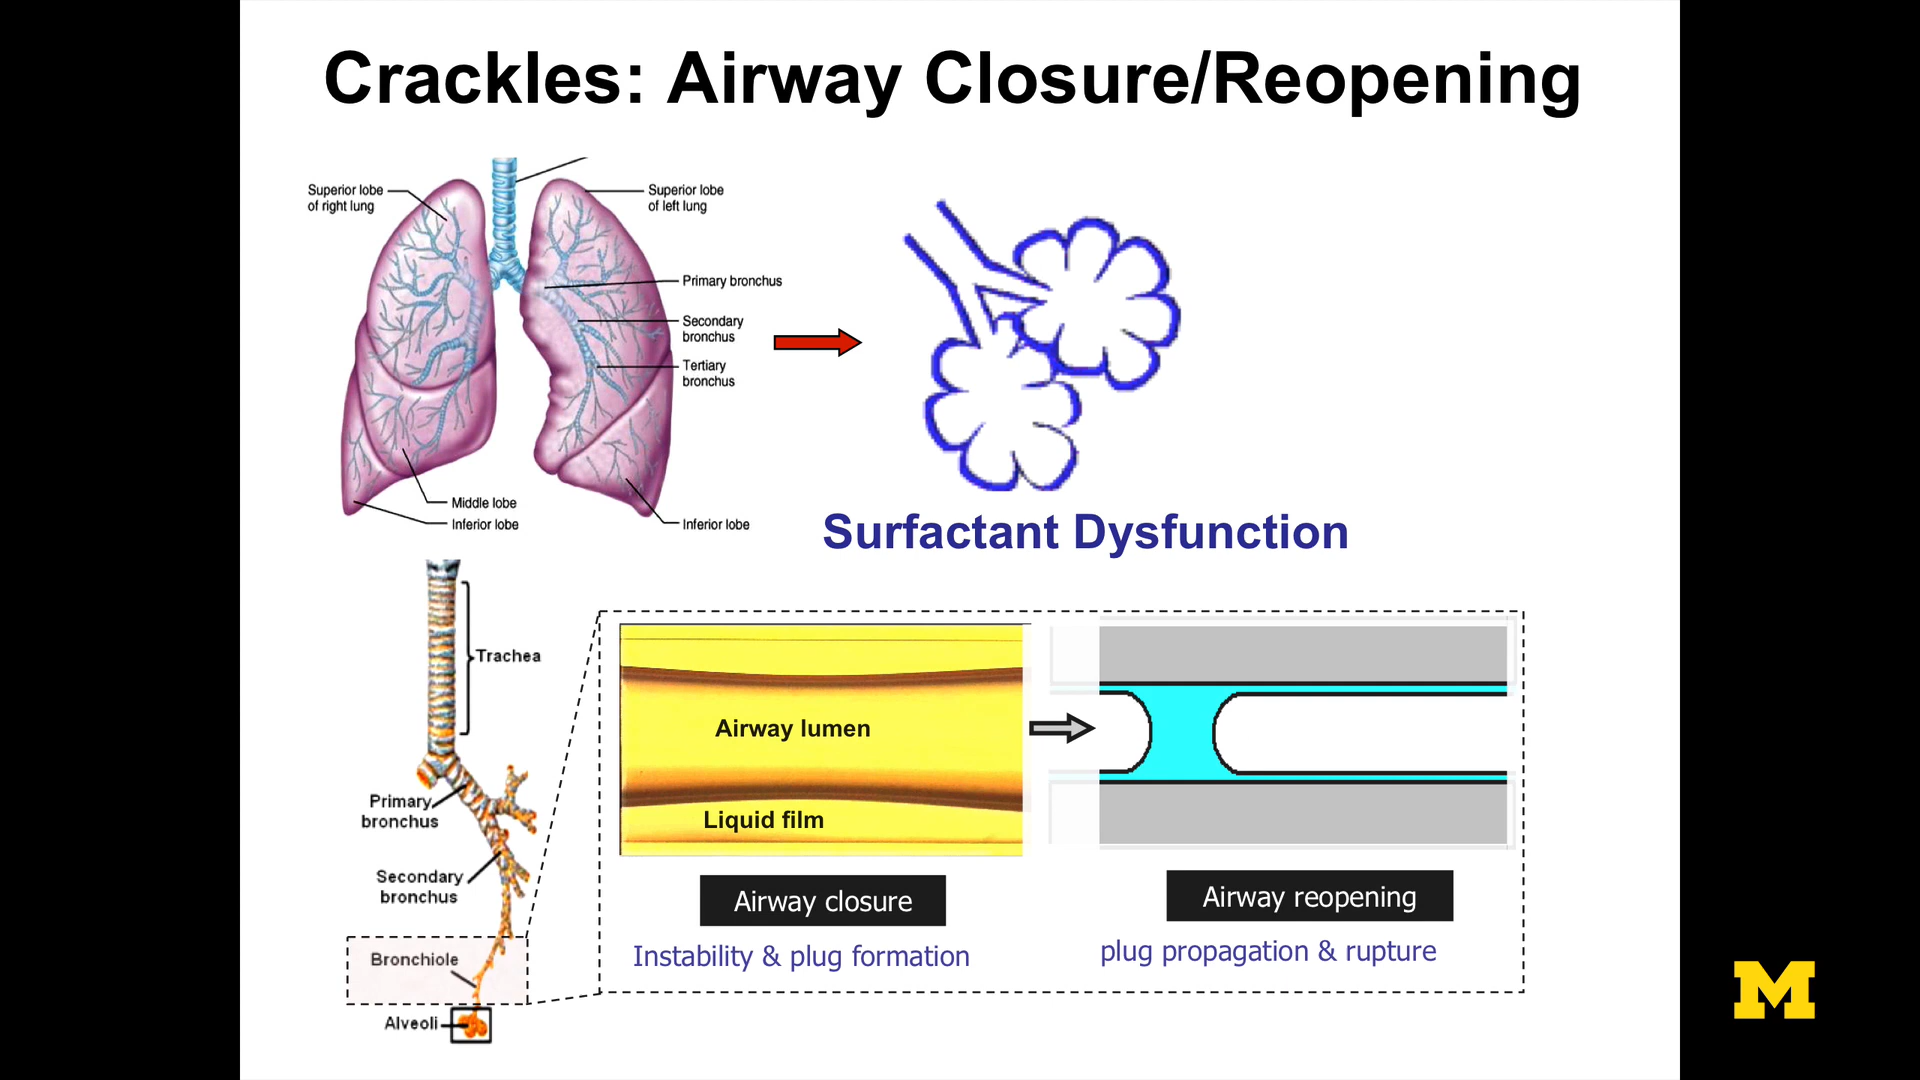 Crackles: Airway Closure/Reopening
Superior lobe
of right lung
Superior lobe
of left lung
Primary bronchus
Secondary
bronchus
Tertiary
bronchus
Middle lobe
Inferior lobe
Inferior lobe
Surfactant Dysfunction
Trachea
Primary
bronchus
Secondary
bronchus
Bronchiole
Alveoli
Airway lumen
Liquid film
Airway closure
Airway reopening
Instability & plug formation
plug propagation & rupture
M